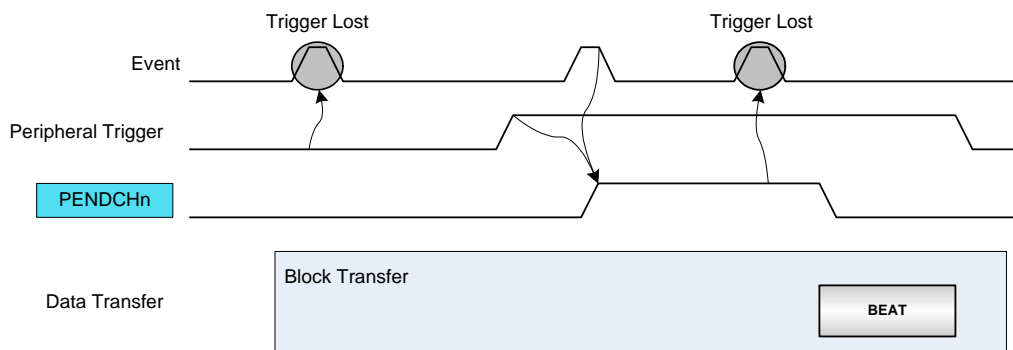 Trigger Lost
Trigger Lost
Event
Peripheral Trigger
PENDCHn
Data Transfer
Block Transfer
BEAT